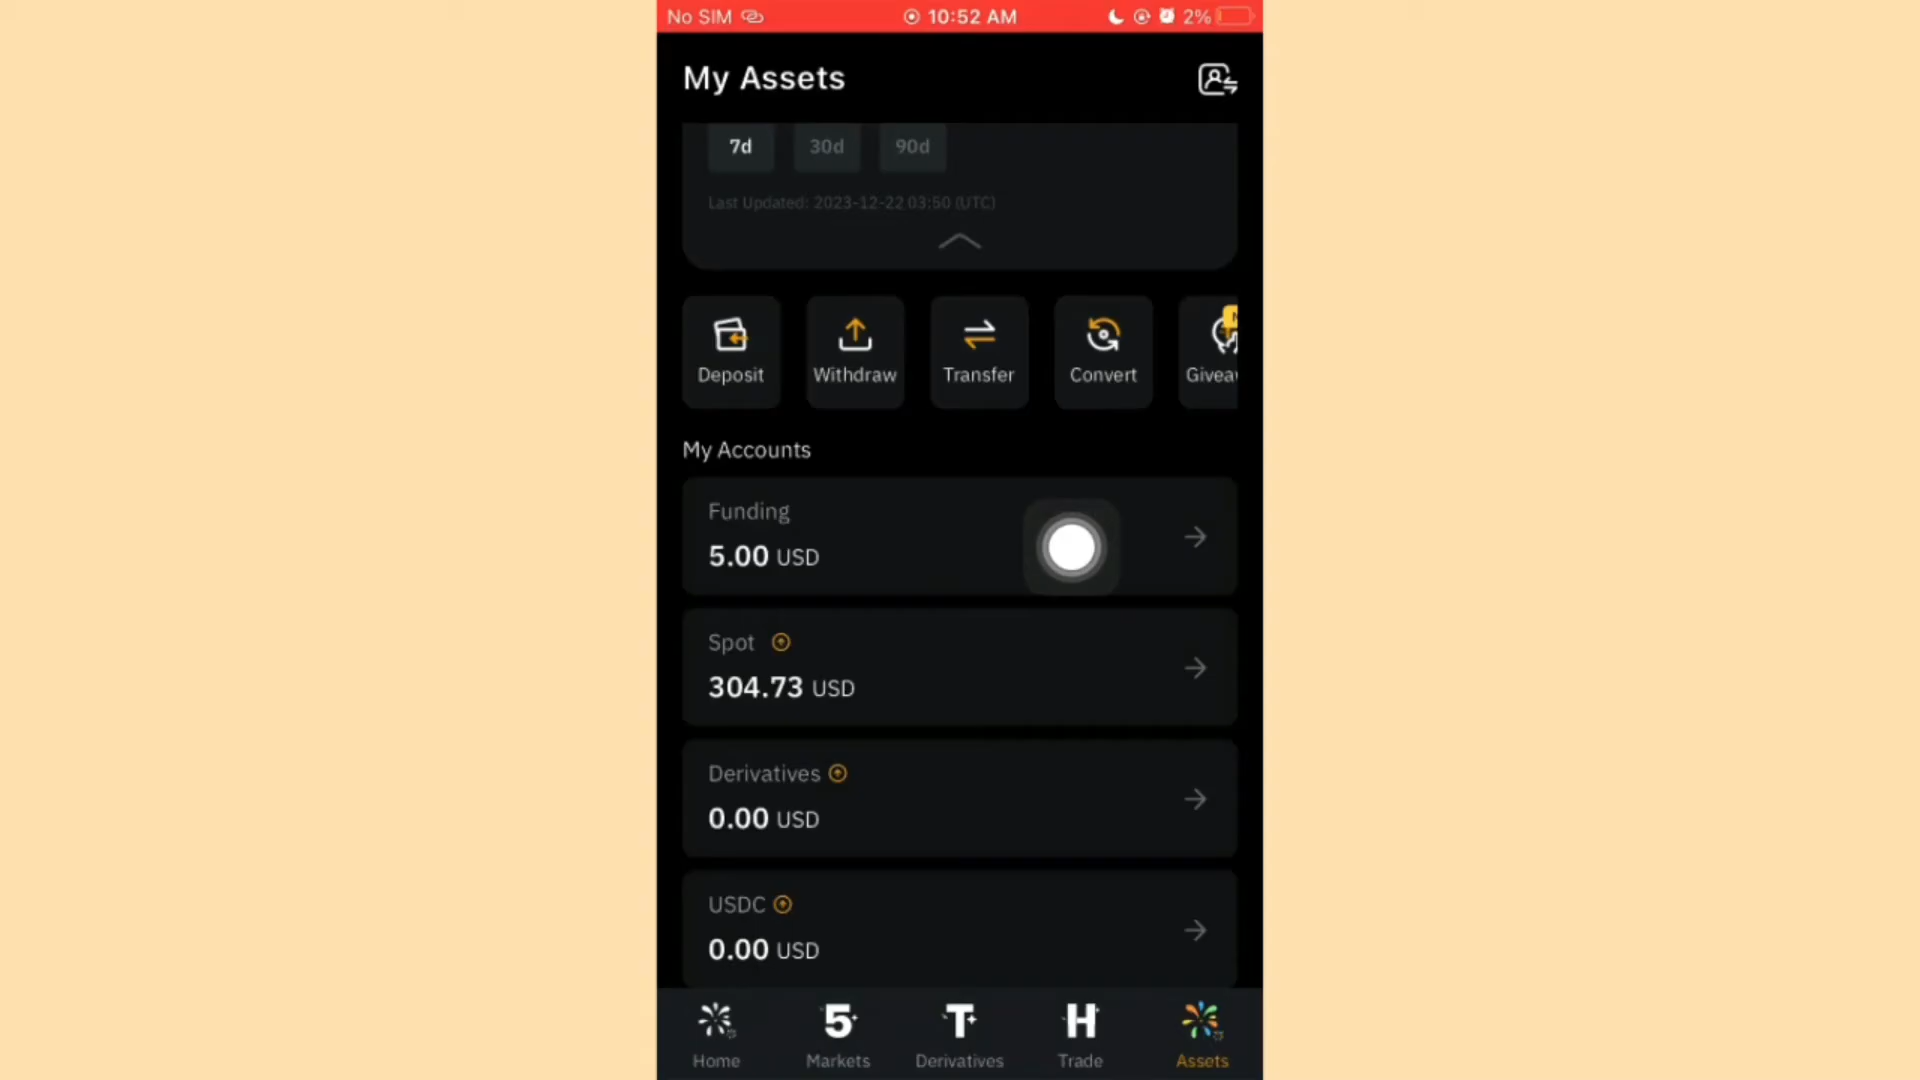 No SIM 10:52 AM 2%
My Assets
7d 30d 90d
Last Updated: 2023-12-22 03:50 (UTC)
Deposit Withdraw Transfer Convert Giveaw
My Accounts
Funding
5.00 USD
Spot
304.73 USD
Derivatives
0.00 USD
USDC
0.00 USD
5 T H
Home Markets Derivatives Trade Assets